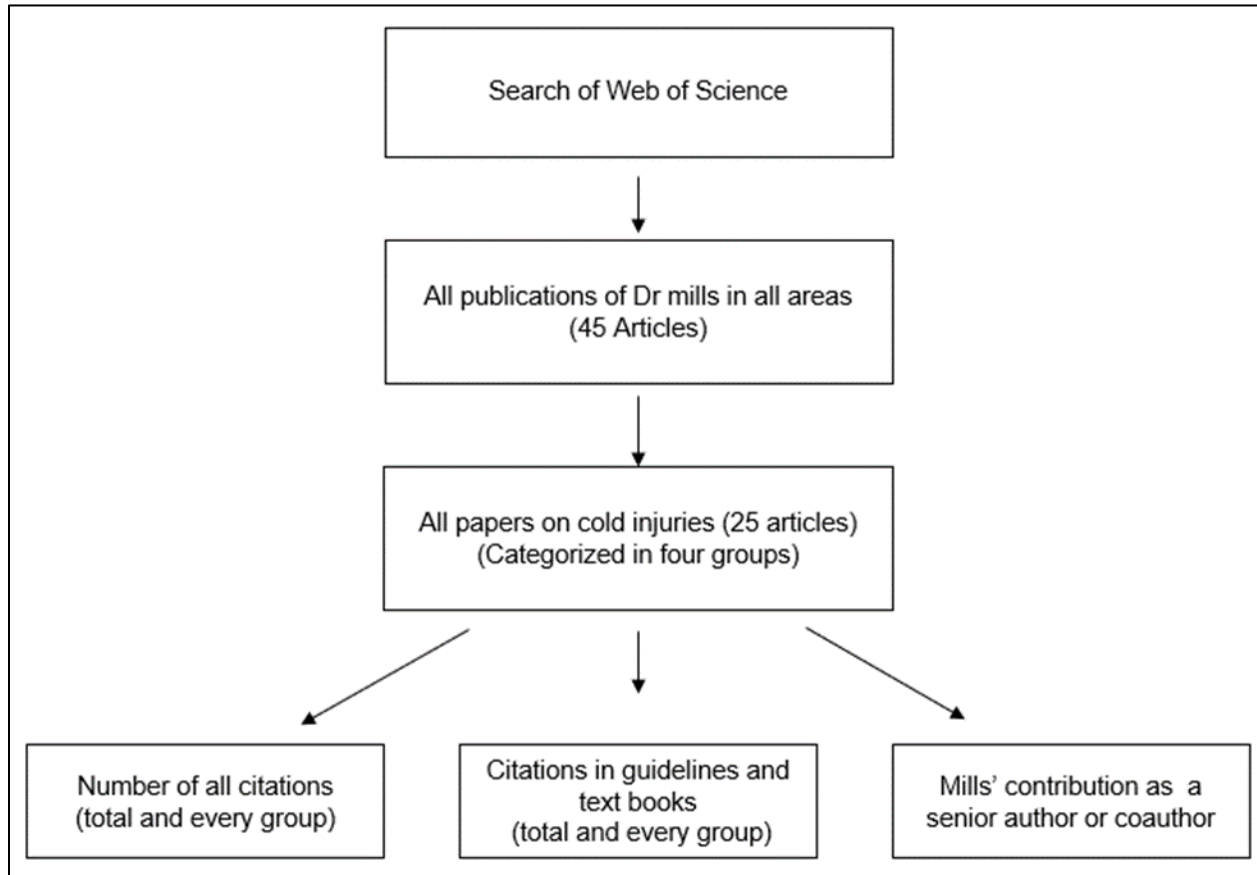 Search of Web of Science
All publications of Dr mills in all areas
(45 Articles)
All papers on cold injuries (25 articles)
(Categorized in four groups)
Number of all citations
(total and every group)
Citations in guidelines and
text books
(total and every group)
Mills’ contribution as a
senior author or coauthor